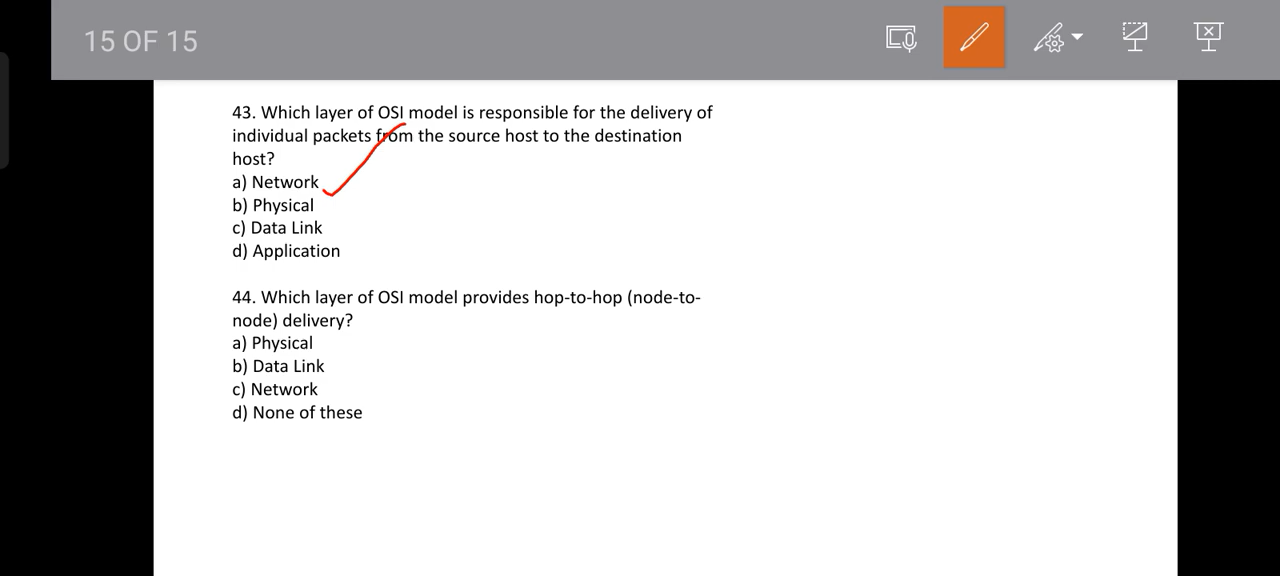 15 OF 15
43. Which layer of OSI model is responsible for the delivery of
individual packets from the source host to the destination
host?
a) Network
b) Physical
c) Data Link
d) Application
44. Which layer of OSI model provides hop-to-hop (node-to-
node) delivery?
a) Physical
b) Data Link
c) Network
d) None of these